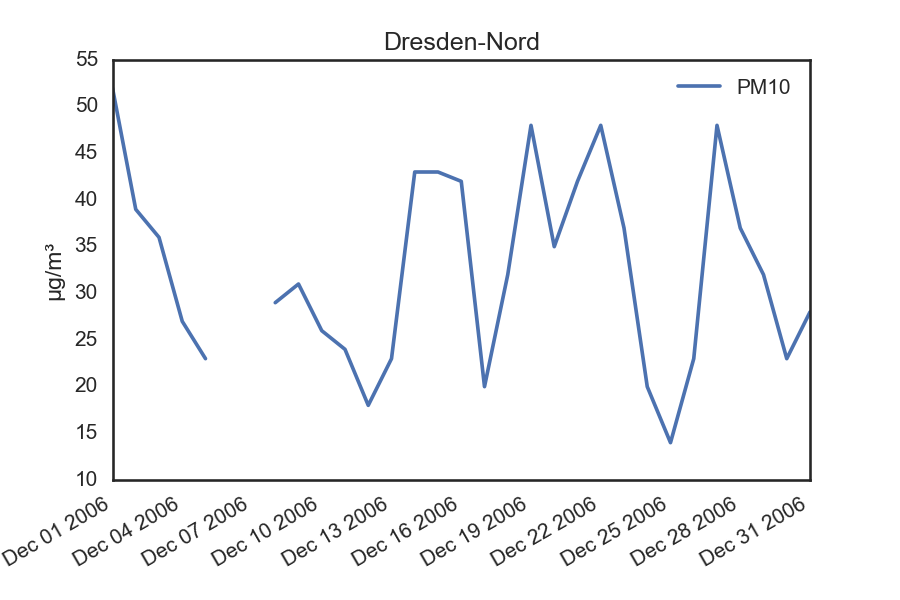 Dresden-Nord
55
50
45
40
35
30
25
20
15
10
µg/m³
PM10
Dec 01 2006
Dec 04 2006
Dec 07 2006
Dec 10 2006
Dec 13 2006
Dec 16 2006
Dec 19 2006
Dec 22 2006
Dec 25 2006
Dec 28 2006
Dec 31 2006